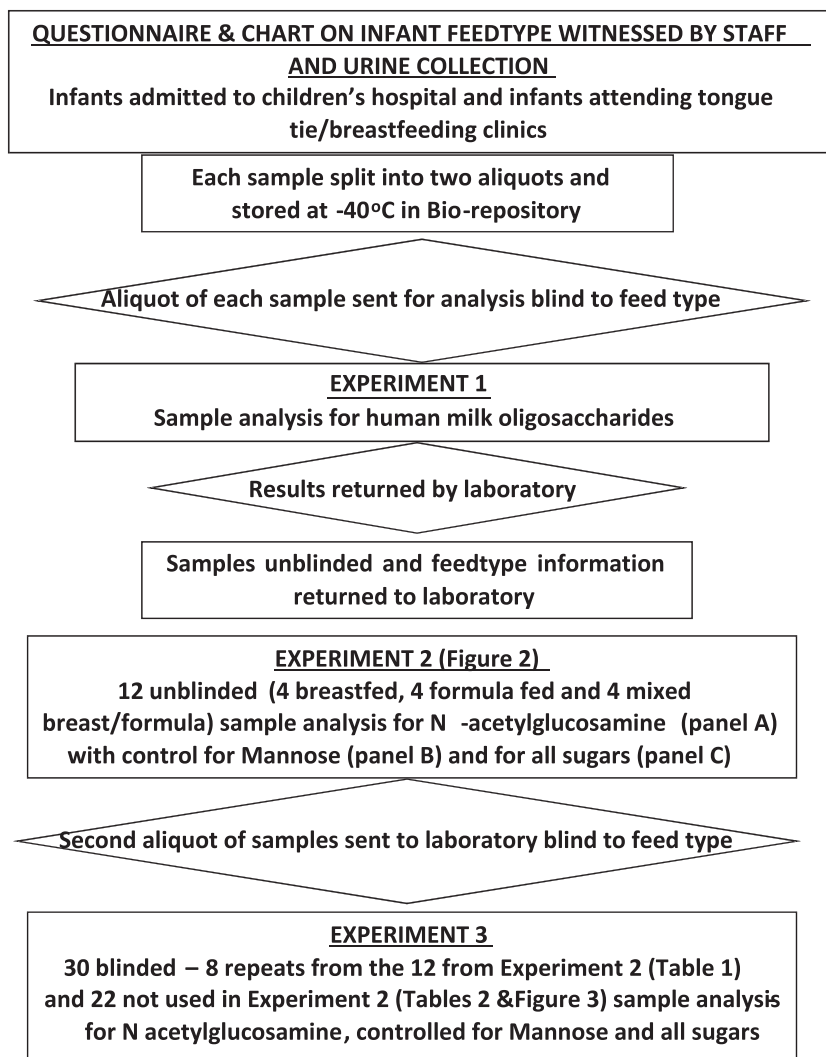 QUESTIONNAIRE & CHART ON INFANT FEEDTYPE WITNESSED BY STAFF
AND URINE COLLECTION
Infants admitted to children's hospital and infants attending tongue
tie/breastfeeding clinics
Each sample split into two aliquots and
stored at -40°C in Bio-repository
Aliquot of each sample sent for analysis blind to feed type
EXPERIMENT 1
Sample analysis for human milk oligosaccharides
Results returned by laboratory
Samples unblinded and feedtype information
returned to laboratory
EXPERIMENT 2 (Figure 2)
12 unblinded (4 breastfed, 4 formula fed and 4 mixed
breast/formula) sample analysis for N -acetylglucosamine (panel A)
with control for Mannose (panel B) and for all sugars (panel C)
Second aliquot of samples sent to laboratory blind to feed type
EXPERIMENT 3
30 blinded – 8 repeats from the 12 from Experiment 2 (Table 1)
and 22 not used in Experiment 2 (Tables 2 &Figure 3) sample analysis
for N acetylglucosamine, controlled for Mannose and all sugars